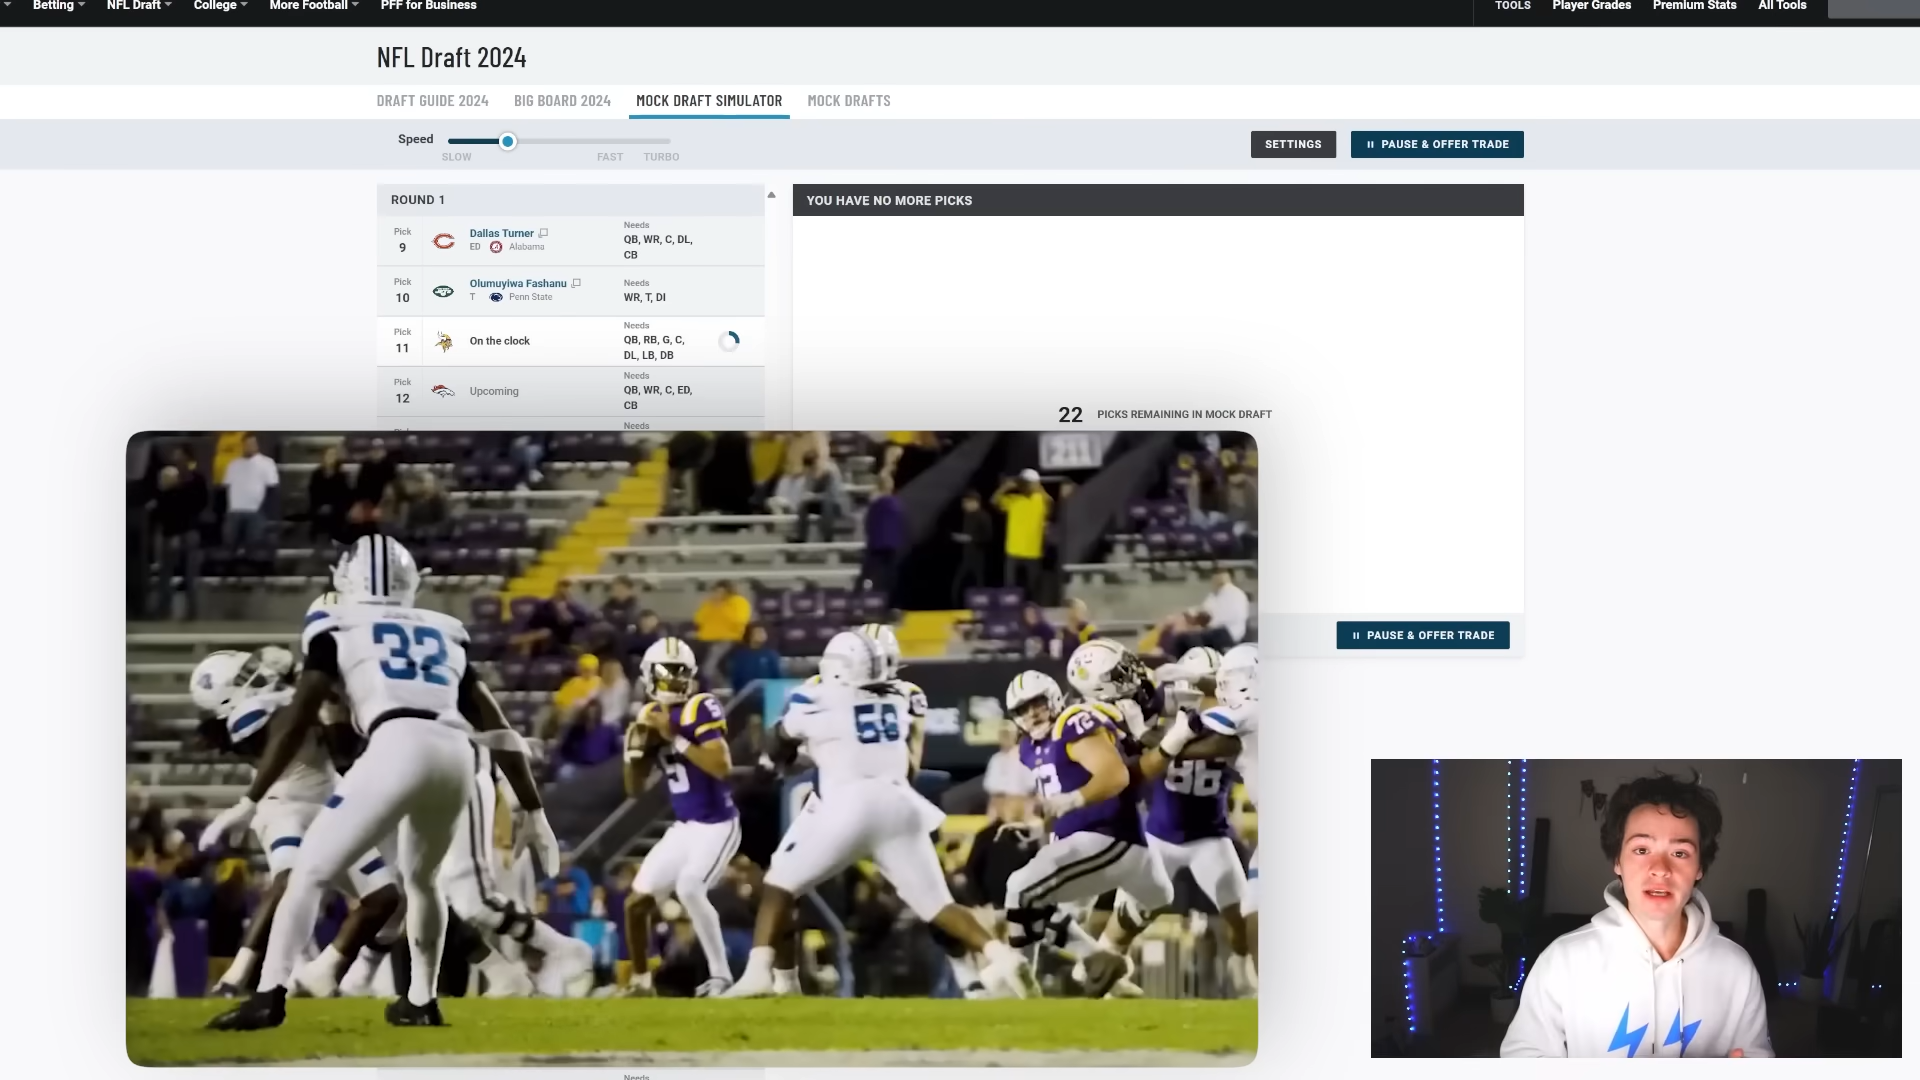 Betting NFL Draft College More Football PFF for Business TOOLS Player Grades Premium Stats All Tools
NFL Draft 2024
DRAFT GUIDE 2024 BIG BOARD 2024 MOCK DRAFT SIMULATOR MOCK DRAFTS
Speed
SLOW FAST TURBO
SETTINGS PAUSE & OFFER TRADE
ROUND 1
Pick
9
Dallas Turner
ED Alabama
Needs
QB, WR, C, DL,
CB
Pick
10
Olumuyiwa Fashanu
T Penn State
Needs
WR, T, DI
Pick
11
On the clock
Needs
QB, RB, G, C,
DL, LB, DB
Pick
12
Upcoming
Needs
QB, WR, C, ED,
CB
Needs
YOU HAVE NO MORE PICKS
22 PICKS REMAINING IN MOCK DRAFT
PAUSE & OFFER TRADE
32
5
72
Needs